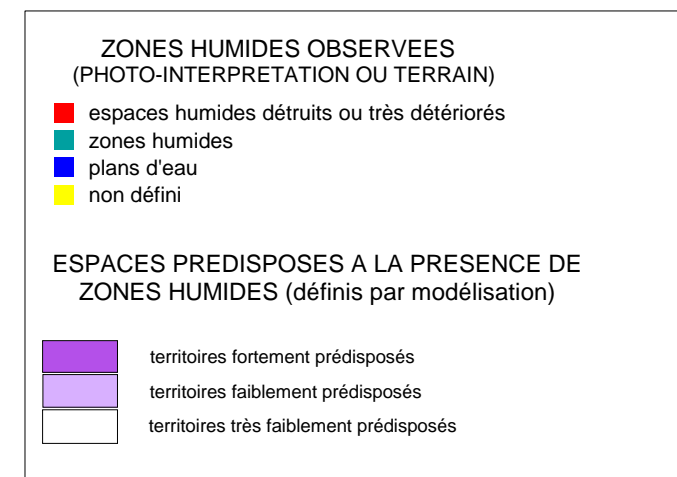 ZONES HUMIDES OBSERVEES
(PHOTO-INTERPRETATION OU TERRAIN)
espaces humides détruits ou très détériorés
zones humides
plans d'eau
non défini
ESPACES PREDISPOSES A LA PRESENCE DE
ZONES HUMIDES (définis par modélisation)
territoires fortement prédisposés
territoires faiblement prédisposés
territoires très faiblement prédisposés